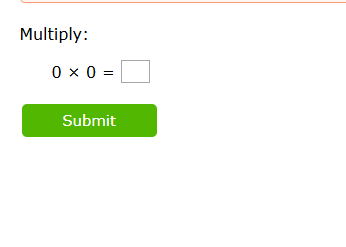 Multiply:
0 × 0 =
Submit